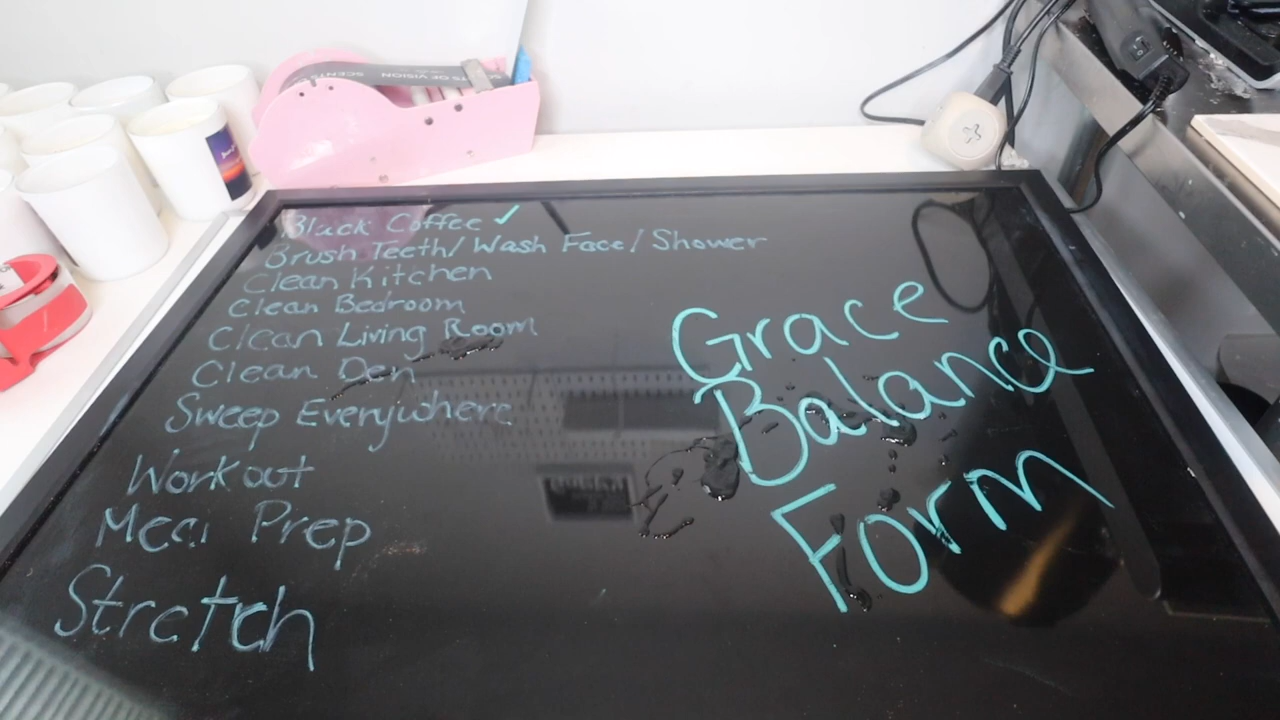 Black Coffee ✓
Brush Teeth/Wash Face/Shower
Clean Kitchen
Clean Bedroom
Clean Living Room
Clean Den
Sweep Everywhere
Workout
Meal Prep
Stretch
Grace
Balance
Form